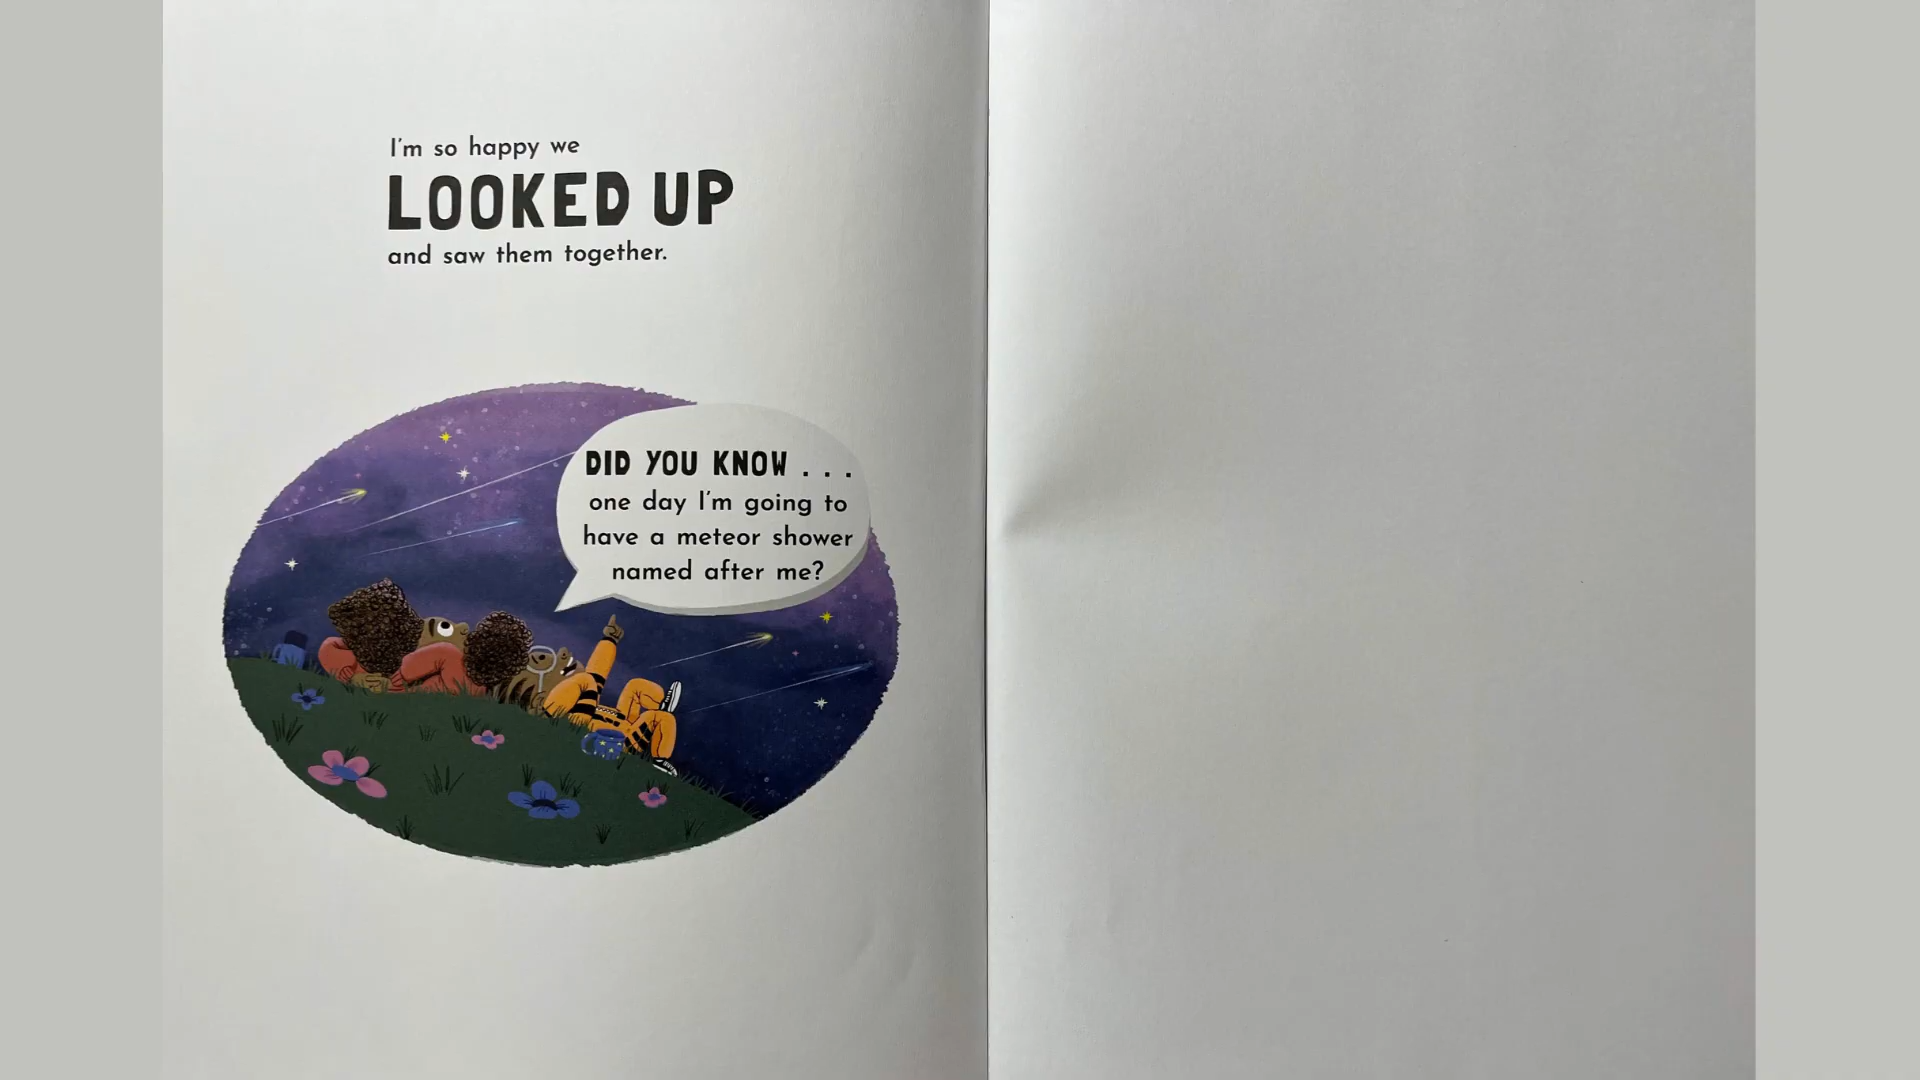 I'm so happy we
LOOKED UP
and saw them together.
DID YOU KNOW . . .
one day I'm going to
have a meteor shower
named after me?